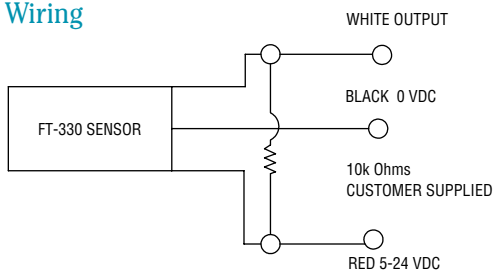 Wiring
WHITE OUTPUT
BLACK 0 VDC
FT-330 SENSOR
10k Ohms
CUSTOMER SUPPLIED
RED 5-24 VDC